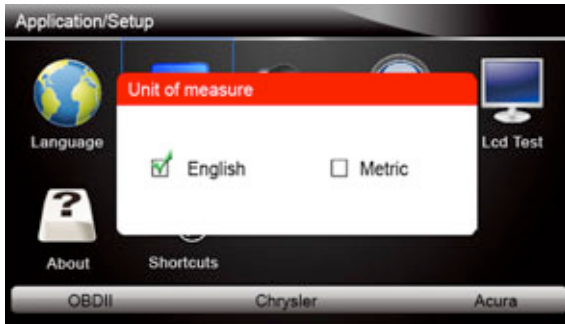 Application/Setup
Unit of measure
Language
Lcd Test
English
Metric
?
About
Shortcuts
OBDII
Chrysler
Acura